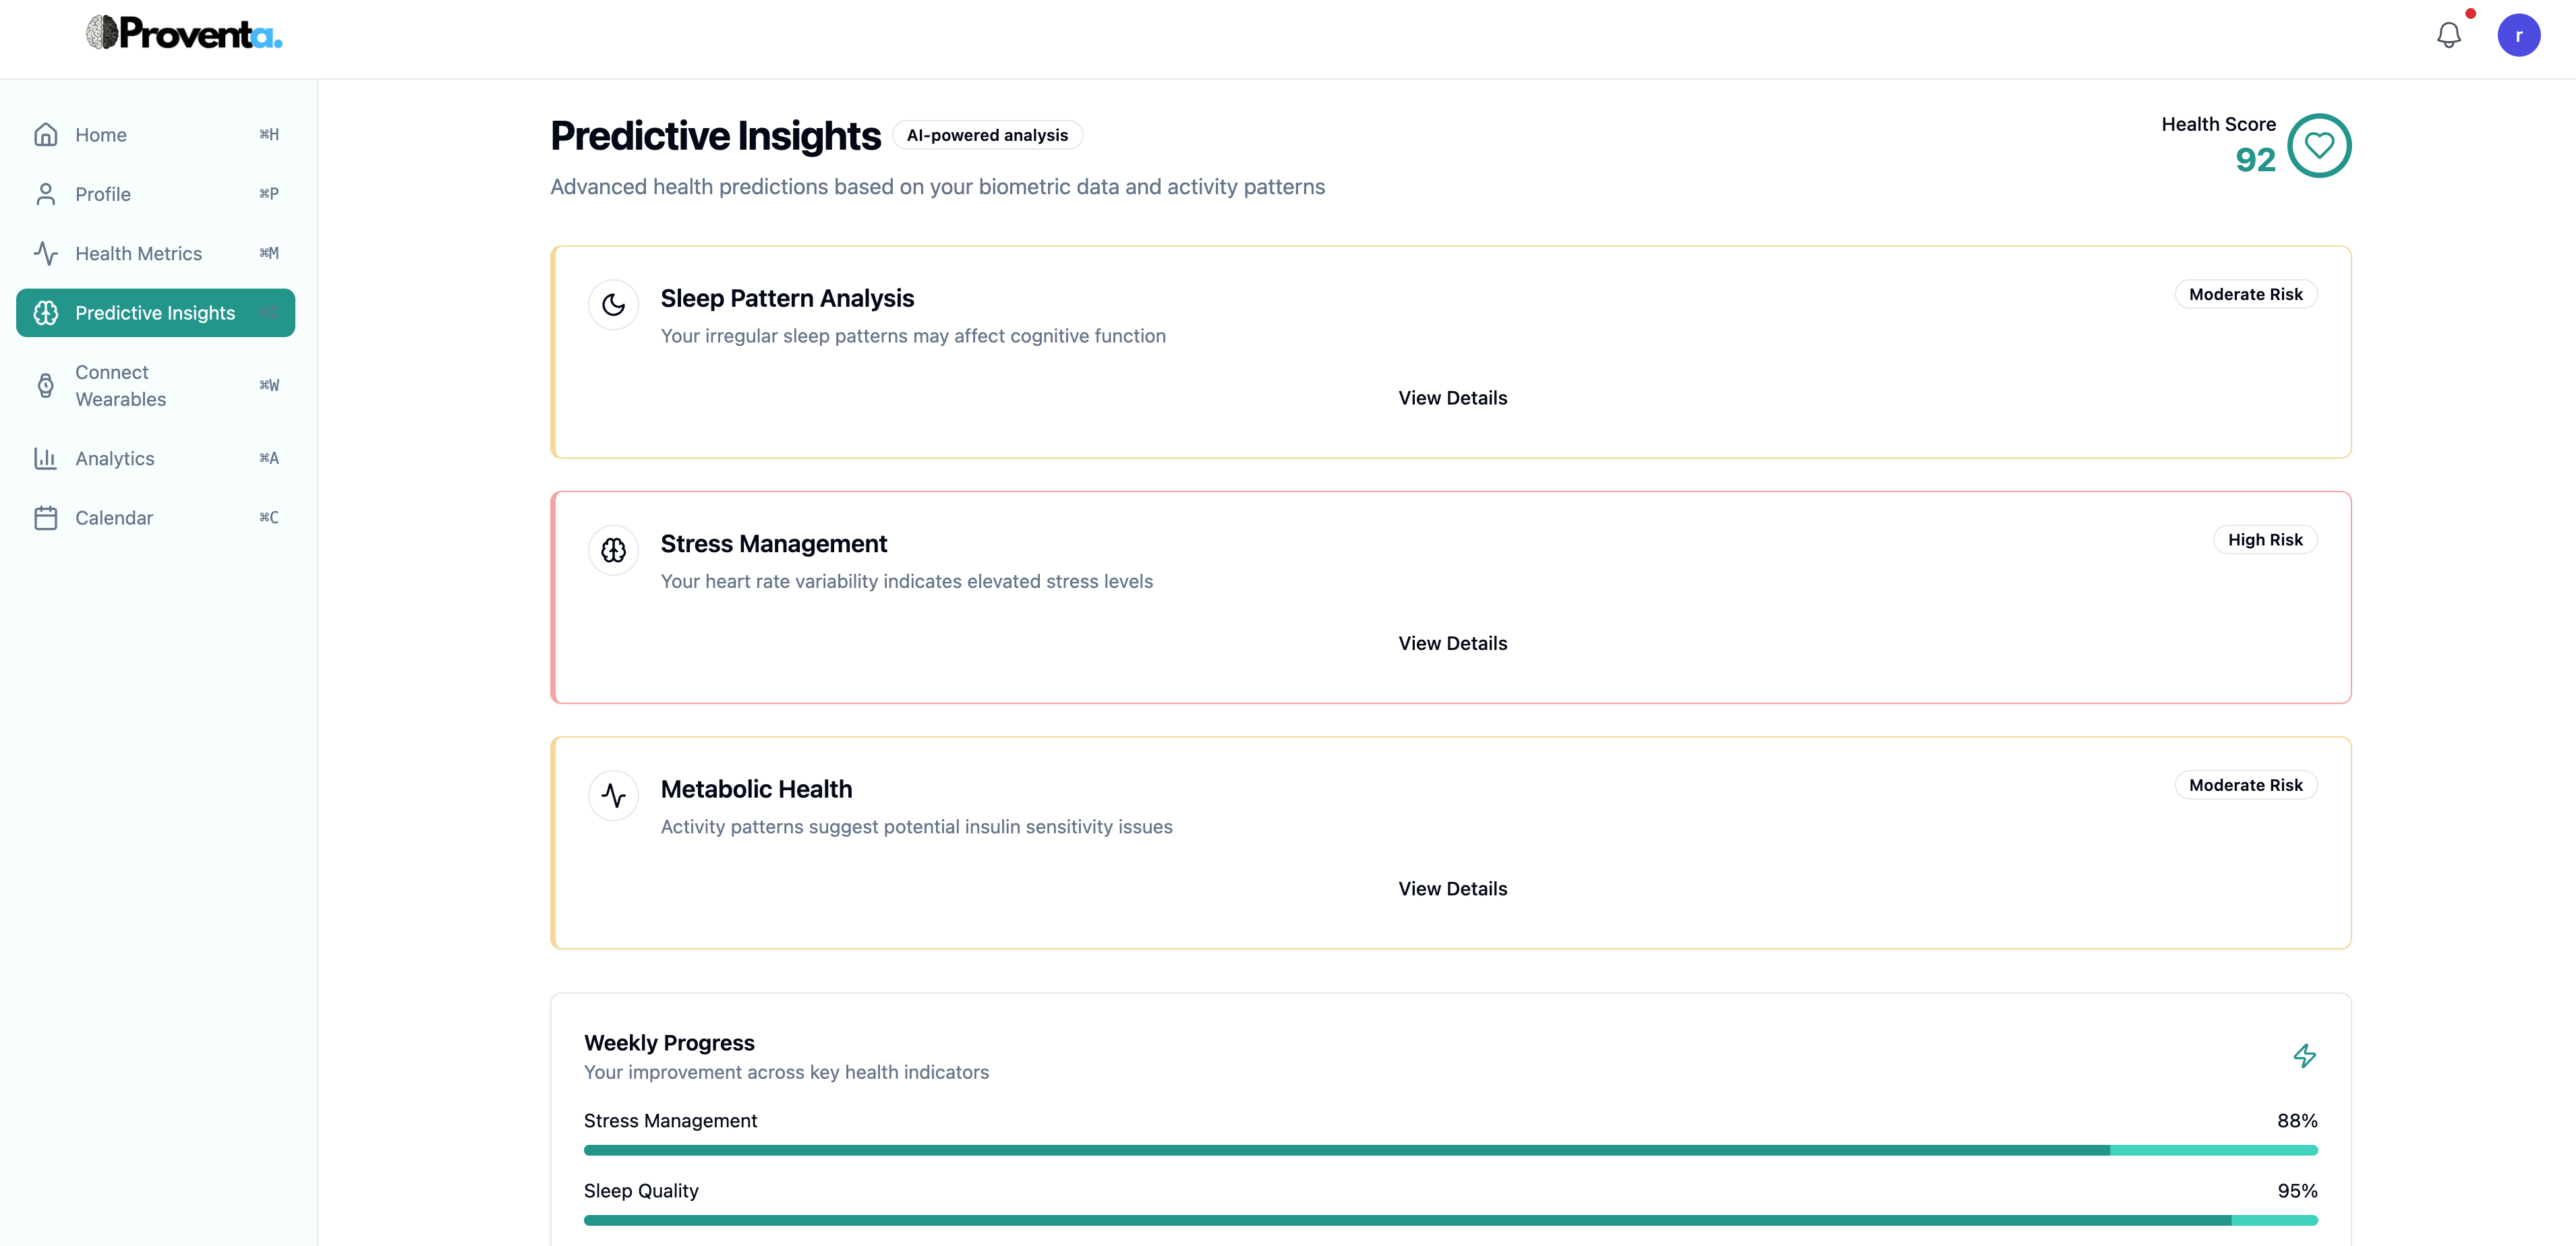 Proventa.
r
Home ⌘H
Profile ⌘P
Health Metrics ⌘M
Predictive Insights
Connect
Wearables ⌘W
Analytics ⌘A
Calendar ⌘C
Predictive Insights AI-powered analysis
Advanced health predictions based on your biometric data and activity patterns
Health Score
92
Sleep Pattern Analysis
Moderate Risk
Your irregular sleep patterns may affect cognitive function
View Details
Stress Management
High Risk
Your heart rate variability indicates elevated stress levels
View Details
Metabolic Health
Moderate Risk
Activity patterns suggest potential insulin sensitivity issues
View Details
Weekly Progress
Your improvement across key health indicators
Stress Management 88%
Sleep Quality 95%